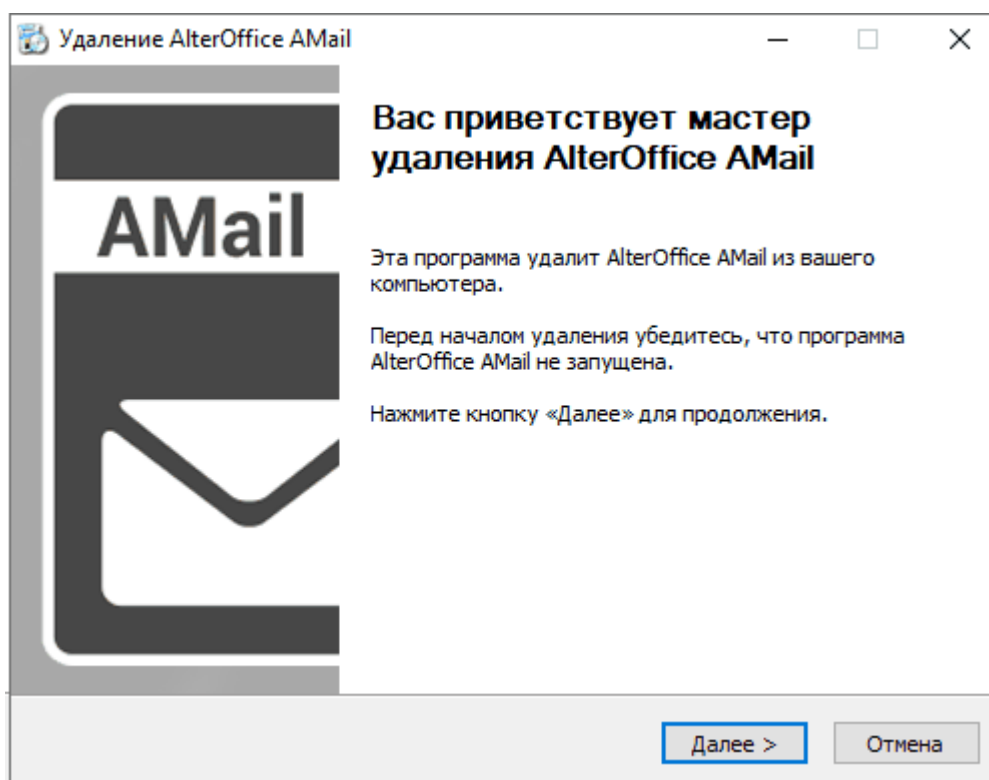 Удаление AlterOffice AMail
AMail
Вас приветствует мастер
удаления AlterOffice AMail
Эта программа удалит AlterOffice AMail из вашего
компьютера.
Перед началом удаления убедитесь, что программа
AlterOffice AMail не запущена.
Нажмите кнопку «Далее» для продолжения.
Далее >
Отмена